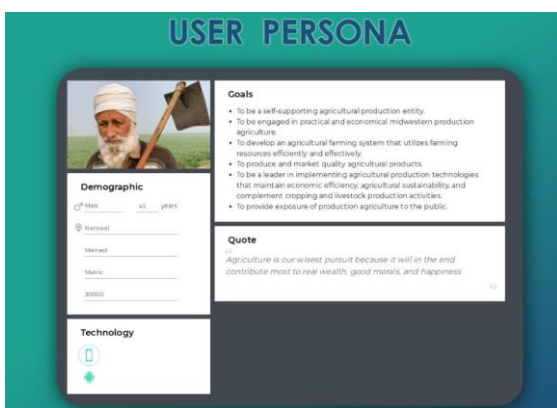 USER PERSONA
Goals
• To be a self-supporting agricultural production entity.
• To be engaged in practical and economical midwestern production
agriculture.
• To develop an agricultural farming system that utilizes farming
resources efficiently and effectively.
• To produce and market quality agricultural products.
• To be a leader in implementing agricultural production technologies
that maintain economic efficiency, agricultural sustainability, and
complement cropping and livestock production activities.
• To provide exposure of production agriculture to the public.
Demographic
Male 45 years
Narowal
Married
Metric
30000
Quote
Agriculture is our wisest pursuit because it will in the end
contribute most to real wealth, good morals, and happiness
Technology